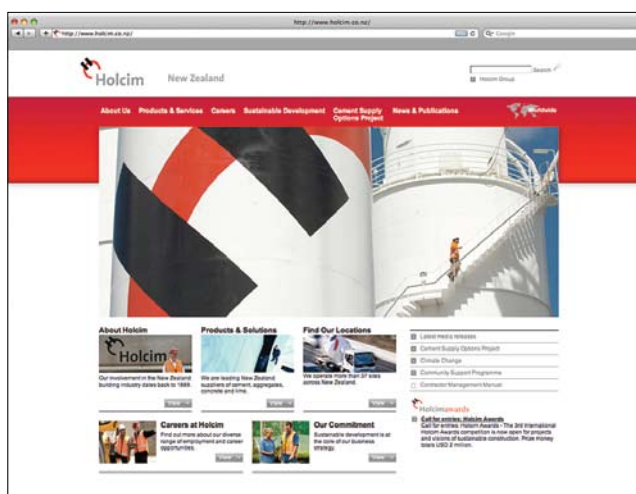 http://www.holcim.co.nz/
http://www.holcim.co.nz/
Google
Holcim
New Zealand
Search
Holcim Group
About Us
Products & Services
Careers
Sustainable Development
Cement Supply
Options Project
News & Publications
worldwide
About Holcim
Holcim
Our involvement in the New Zealand
building industry dates back to 1888.
View
Products & Solutions
We are leading New Zealand
suppliers of cement, aggregates,
concrete and lime.
View
Find Our Locations
We operate more than 37 sites
across New Zealand.
View
Latest media releases
Cement Supply Options Project
Climate Change
Community Support Programme
Contractor Management Manual
Careers at Holcim
Find out more about our diverse
range of employment and career
opportunities.
View
Our Commitment
Sustainable development is at
the core of our business
strategy.
View
Holcimawards
Call for entries: Holcim Awards
Call for entries: Holcim Awards - The 3rd International
Holcim Awards competition is now open for projects
and visions of sustainable construction. Prize money
totals USD 2 million.